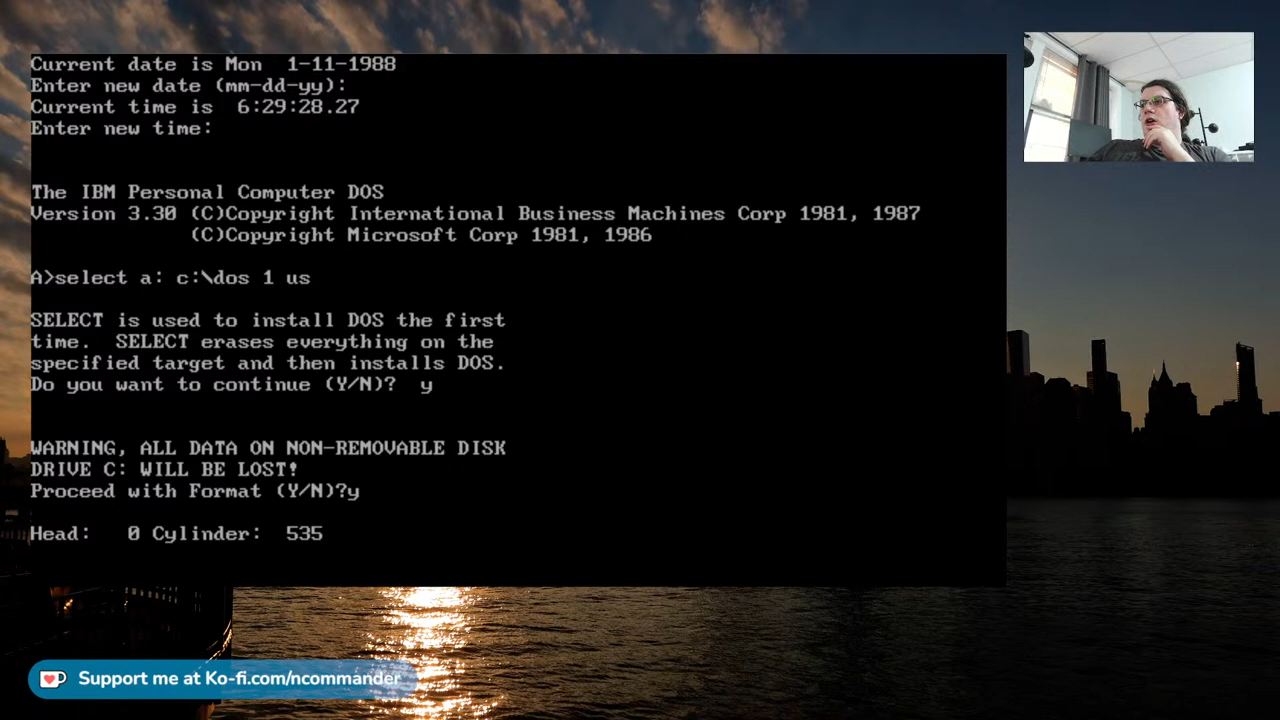 Current date is Mon  1-11-1988
Enter new date (mm-dd-yy):
Current time is  6:29:28.27
Enter new time:
The IBM Personal Computer DOS
Version 3.30 (C)Copyright International Business Machines Corp 1981, 1987
(C)Copyright Microsoft Corp 1981, 1986
A>select a: c:\dos 1 us
SELECT is used to install DOS the first
time.  SELECT erases everything on the
specified target and then installs DOS.
Do you want to continue (Y/N)?  y
WARNING, ALL DATA ON NON-REMOVABLE DISK
DRIVE C: WILL BE LOST!
Proceed with Format (Y/N)?y
Head:   0 Cylinder:  535
Support me at Ko-fi.com/ncommander